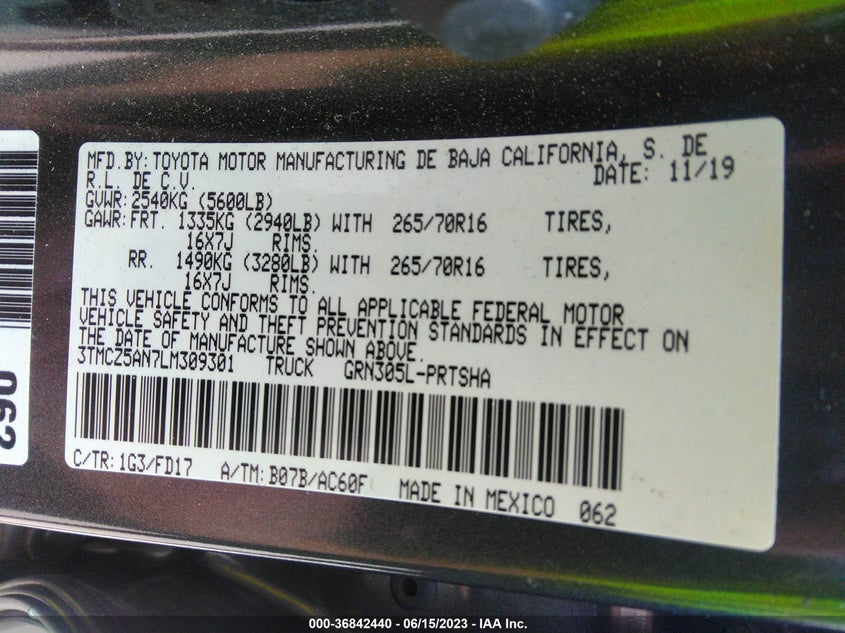 MFD.BY: TOYOTA MOTOR MANUFACTURING DE BAJA CALIFORNIA, S. DE
R.L. DE C.V. DATE: 11/19
GVWR: 2540KG (5600LB)
GAWR: FRT. 1335KG (2940LB) WITH 265/70R16 TIRES,
16X7J RIMS.
RR. 1490KG (3280LB) WITH 265/70R16 TIRES,
16X7J RIMS.
THIS VEHICLE CONFORMS TO ALL APPLICABLE FEDERAL MOTOR
VEHICLE SAFETY AND THEFT PREVENTION STANDARDS IN EFFECT ON
THE DATE OF MANUFACTURE SHOWN ABOVE.
3TMCZ5AN7LM309301 TRUCK GRN305L-PRTSHA
C/TR: 1G3/FD17 A/TM: B07B/AC60F MADE IN MEXICO 062
062
000-36842440 - 06/15/2023 - IAA Inc.